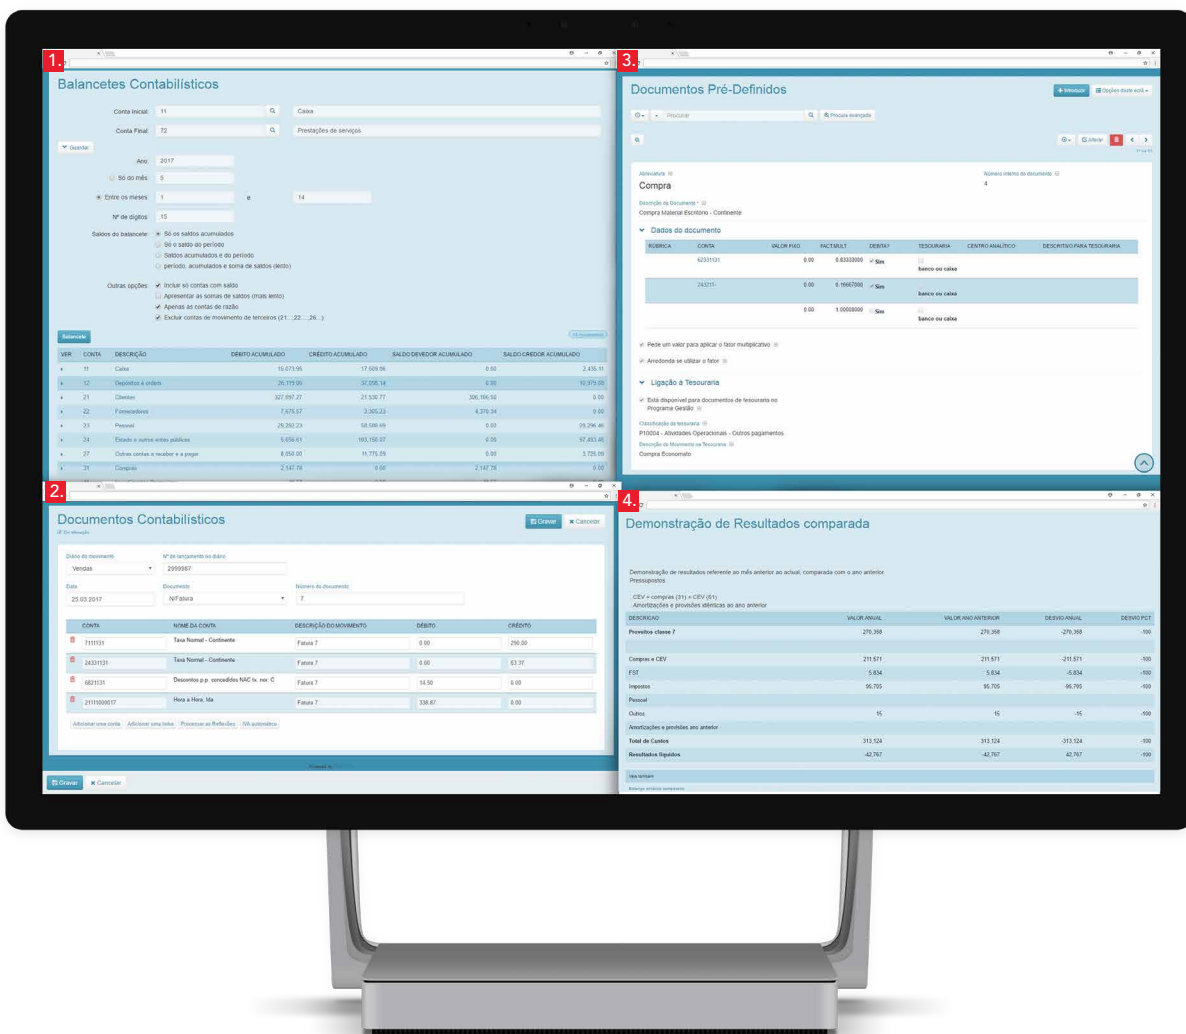 1.
Balancetes Contabilísticos
Conta Inicial 11 Caixa
Conta Final 72 Prestações de serviços
Guardar
Ano 2017
Só do mês 5
Entre os meses 1 e 14
Nº de dígitos 15
Saldos do balancete Só os saldos acumulados
Só o saldo do período
Saldos acumulados e do período
período, acumulados e soma de saldos (lento)
Outras opções Incluir só contas com saldo
Apresentar as somas de saldos (mais lento)
Apenas as contas de razão
Excluir contas de movimento de terceiros (21...;22...;26...)
Balancete
VER CONTA DESCRIÇÃO DÉBITO ACUMULADO CRÉDITO ACUMULADO SALDO DEVEDOR ACUMULADO SALDO CREDOR ACUMULADO
11 Caixa 15,073.95 17,509.06 0.00 2,435.11
12 Depósitos à ordem 0.00
21 Clientes 327,697.27 21,530.77 306,166.50 0.00
22 Fornecedores 7,675.57 3,305.23 4,370.34 0.00
23 Pessoal 29,292.23 58,588.69 0.00 29,296.46
24 Estado e outros entes públicos 0.00
27 Outras contas a receber e a pagar 8,050.00 11,775.09 0.00 3,725.09
31 Compras 2,147.78 0.00 2,147.78 0.00
2.
Documentos Contabilísticos
Gravar Cancelar
Diário do movimento Nº de lançamento no diário
Vendas 2999967
Data Documento Número do documento
25.03.2017 N/Fatura 7
CONTA NOME DA CONTA DESCRIÇÃO DO MOVIMENTO DÉBITO CRÉDITO
7111131 Taxa Normal - Continente Fatura 7 0.00 290.00
24331131 Taxa Normal - Continente Fatura 7 0.00 63.37
6821131 Descontos p.p. concedidos NAC tx. nor. C Fatura 7 14.50 0.00
21111000017 Hora a Hora, lda Fatura 7 338.87 0.00
Adicionar uma conta Adicionar uma linha Processar as Reflexões IVA automático
Gravar Cancelar
3.
Documentos Pré-Definidos
Introduzir Opções deste ecrã
Procurar Procura avançada
Alterar
Abreviatura Número interno do documento
Compra 4
Descrição do Documento *
Compra Material Escritório - Continente
Dados do documento
RÚBRICA CONTA VALOR FIXO FACT.MULT DEBITA? TESOURARIA CENTRO ANALÍTICO DESCRITIVO PARA TESOURARIA
62331131 0.00 0.83333000 Sim banco ou caixa
243211- 0.00 0.16667000 Sim banco ou caixa
0.00 1.00000000 Sim banco ou caixa
Pede um valor para aplicar o fator multiplicativo
Arredonda se utilizar o fator
Ligação à Tesouraria
Está disponível para documentos de tesouraria no
Programa Gestão
Classificação da tesouraria
P10004 - Atividades Operacionais - Outros pagamentos
Descrição do Movimento na Tesouraria
Compra Economato
4.
Demonstração de Resultados comparada
Demonstração de resultados referente ao mês anterior ao actual, comparada com o ano anterior.
Pressupostos
CEV = compras (31) + CEV (61)
Amortizações e provisões idênticas ao ano anterior
DESCRICAO VALOR ANUAL VALOR ANO ANTERIOR DESVIO ANUAL DESVIO PCT
Proveitos classe 7 270,358 270,358 -270,358 -100
Compras e CEV 211,571 211,571 -211,571 -100
FST 5,834 5,834 -5,834 -100
Impostos 95,705 95,705 -95,705 -100
Pessoal
Outros 15 15 -15 -100
Amortizações e provisões ano anterior
Total de Custos 313,124 313,124 -313,124 -100
Resultados líquidos -42,767 -42,767 42,767 -100